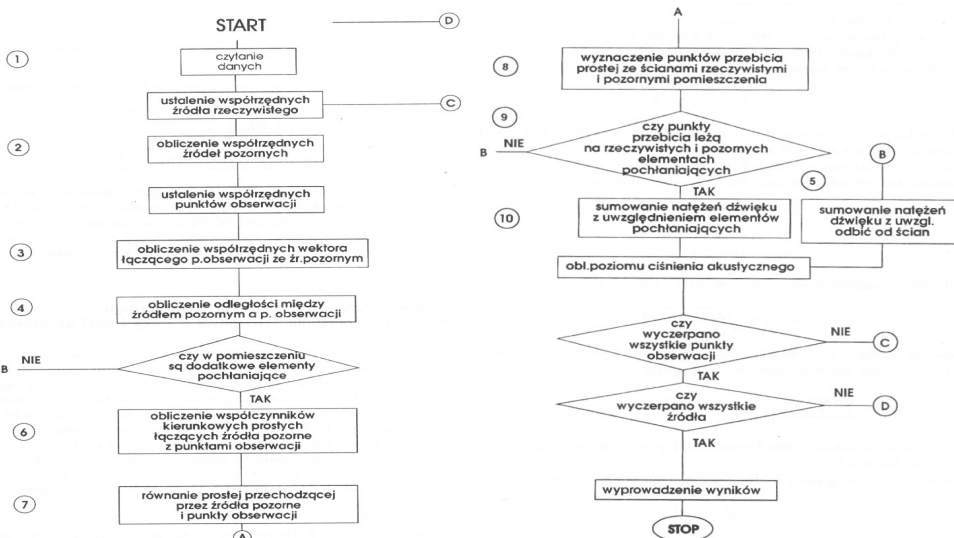 START
D
1
czytanie
danych
ustalenie współrzędnych
źródła rzeczywistego
C
2
obliczenie współrzędnych
źródeł pozornych
ustalenie współrzędnych
punktów obserwacji
3
obliczenie współrzędnych wektora
łączącego p.obserwacji ze źr.pozornym
4
obliczenie odległości między
źródłem pozornym a p. obserwacji
B
NIE
czy w pomieszczeniu
są dodatkowe elementy
pochłaniające
TAK
6
obliczenie współczynników
kierunkowych prostych
łączących źródła pozorne
z punktami obserwacji
7
równanie prostej przechodzącej
przez źródła pozorne
i punkty obserwacji
A
A
8
wyznaczenie punktów przebicia
prostej ze ścianami rzeczywistymi
i pozornymi pomieszczenia
9
B
NIE
czy punkty
przebicia leżą
na rzeczywistych i pozornych
elementach
pochłaniających
TAK
B
5
10
sumowanie natężeń dźwięku
z uwzględnieniem elementów
pochłaniających
sumowanie natężeń
dźwięku z uwzgl.
odbić od ścian
obl.poziomu ciśnienia akustycznego
czy
wyczerpano
wszystkie punkty
obserwacji
NIE
C
TAK
czy
wyczerpano wszystkie
źródła
NIE
D
TAK
wyprowadzenie wyników
STOP